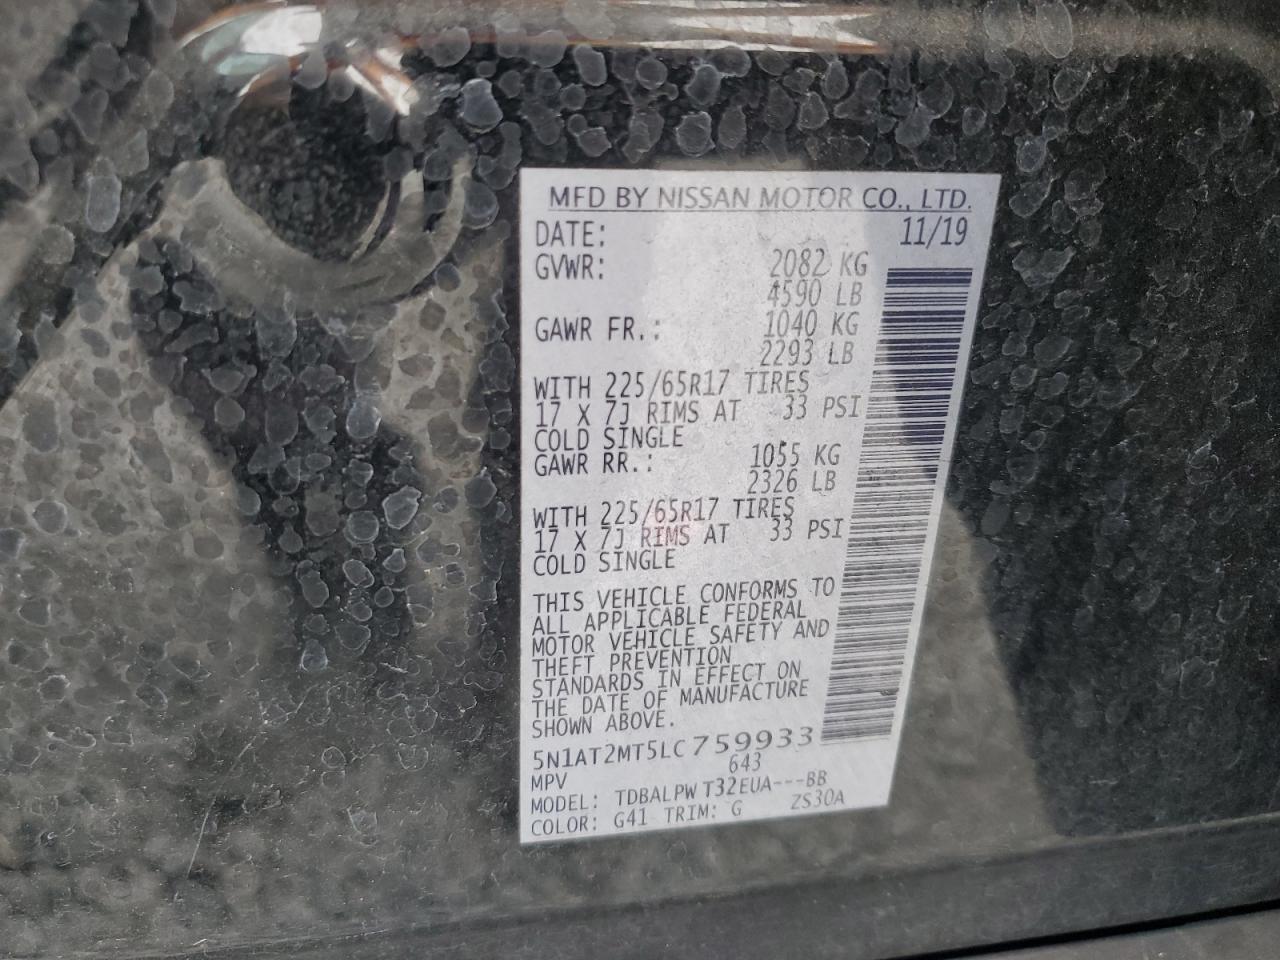 MFD BY NISSAN MOTOR CO., LTD.
DATE: 11/19
GVWR: 2082 KG
4590 LB
GAWR FR.: 1040 KG
2293 LB
WITH 225/65R17 TIRES
17 X 7J RIMS AT 33 PSI
COLD SINGLE
GAWR RR.: 1055 KG
2326 LB
WITH 225/65R17 TIRES
17 X 7J RIMS AT 33 PSI
COLD SINGLE
THIS VEHICLE CONFORMS TO
ALL APPLICABLE FEDERAL
MOTOR VEHICLE SAFETY AND
THEFT PREVENTION
STANDARDS IN EFFECT ON
THE DATE OF MANUFACTURE
SHOWN ABOVE.
5N1AT2MT5LC759933
MPV 643
MODEL: TDBALPW T32EUA---BB
COLOR: G41 TRIM: G ZS30A